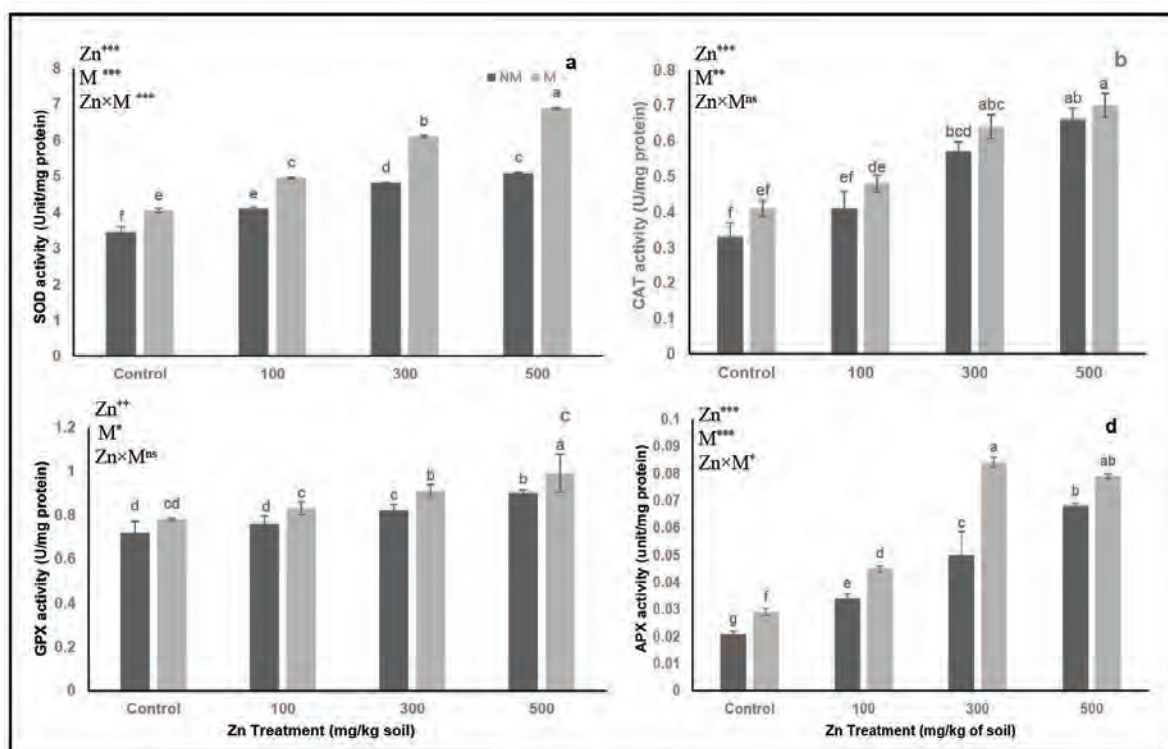 Zn***
M ***
Zn×M ***
a
NM M
SOD activity (Unit/mg protein)
8
7
6
5
4
3
2
1
0
f e e c d b c a
Control 100 300 500
Zn***
M**
Zn×Mns
b
CAT activity (U/mg protein)
0.8
0.7
0.6
0.5
0.4
0.3
0.2
0.1
0
f ef ef de bcd abc ab a
Control 100 300 500
Zn**
M*
Zn×Mns
c
GPX activity (U/mg protein)
1.2
1
0.8
0.6
0.4
0.2
0
d cd d c c b b a
Control 100 300 500
Zn Treatment (mg/kg soil)
Zn***
M***
Zn×M*
d
APX activity (unit/mg protein)
0.1
0.09
0.08
0.07
0.06
0.05
0.04
0.03
0.02
0.01
0
g f e d c a b ab
Control 100 300 500
Zn Treatment (mg/kg of soil)